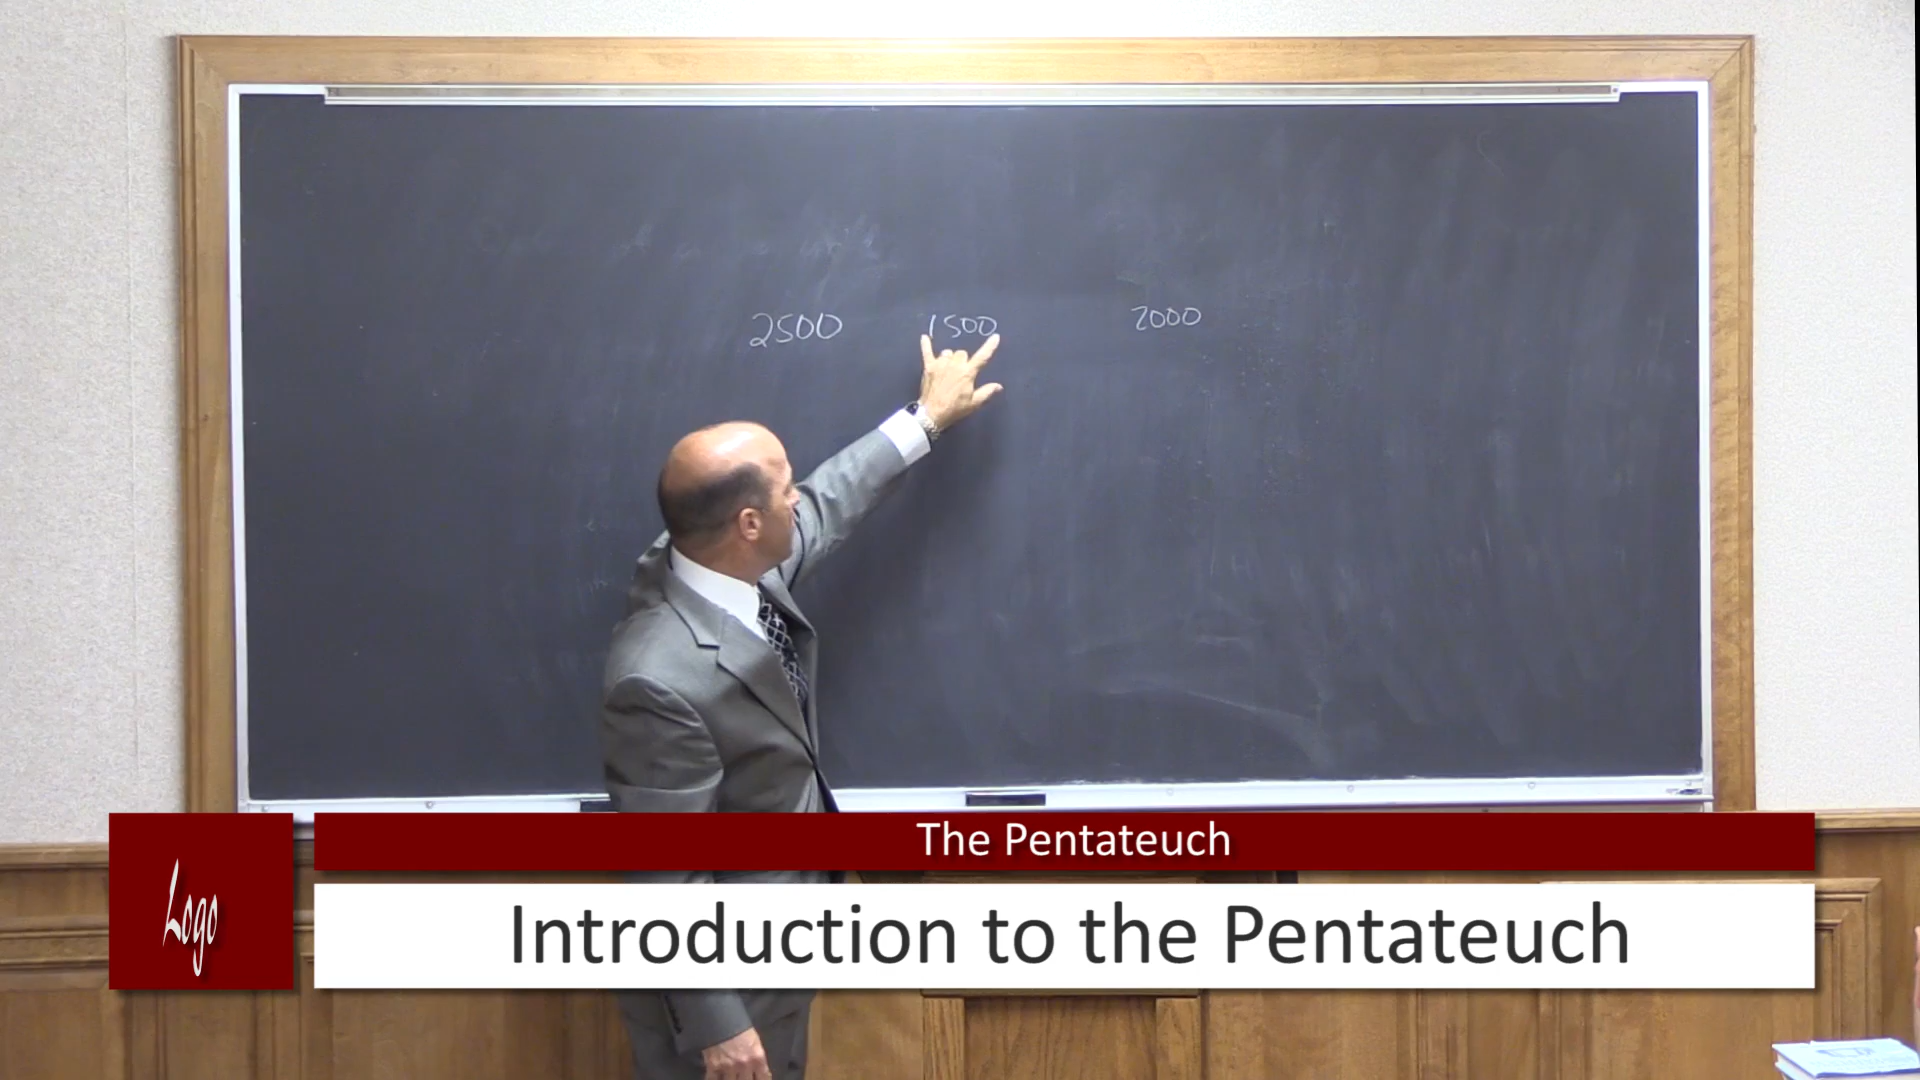 2500 1500 2000
The Pentateuch
Logo
Introduction to the Pentateuch